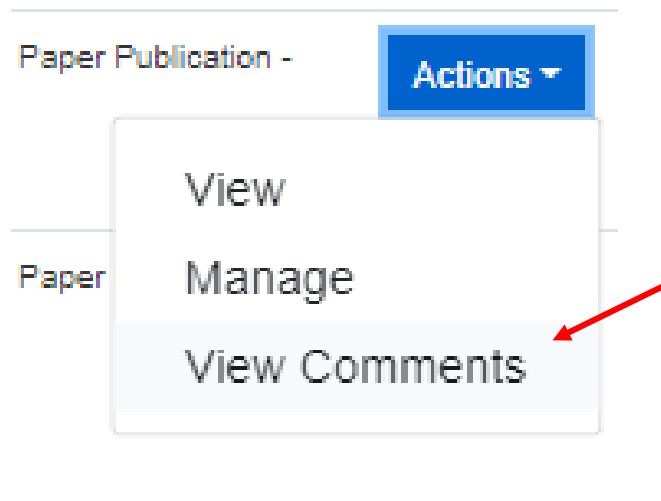 Paper Publication -
Actions
View
Paper
Manage
View Comments